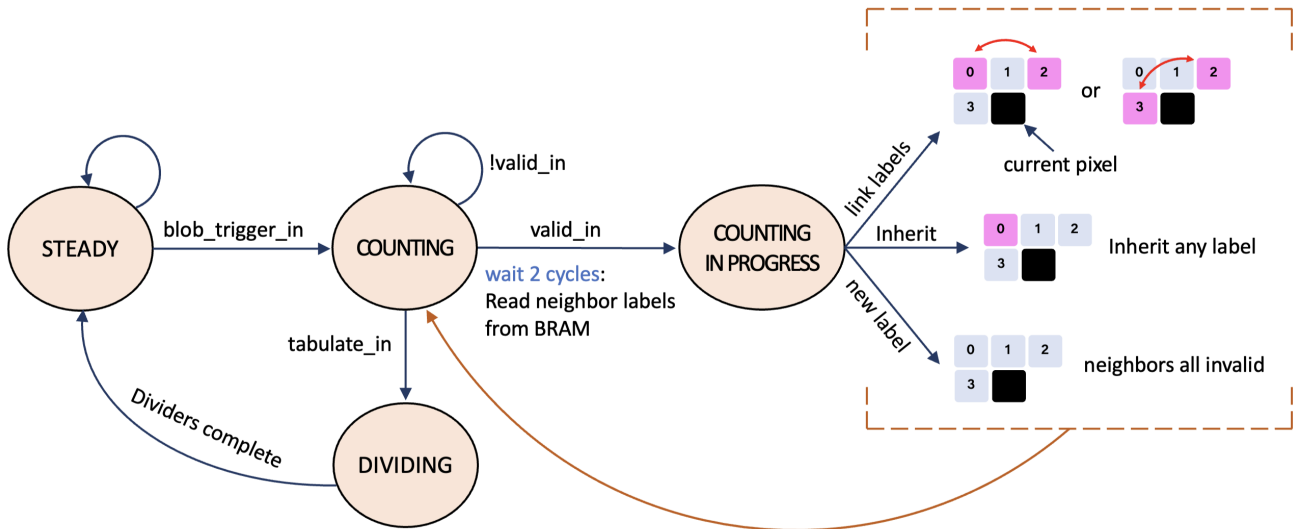 STEADY
blob_trigger_in
COUNTING
!valid_in
valid_in
wait 2 cycles:
Read neighbor labels
from BRAM
tabulate_in
DIVIDING
Dividers complete
COUNTING
IN PROGRESS
link labels
0 1 2
3
or
0 1 2
3
current pixel
Inherit
0 1 2
3
Inherit any label
new label
0 1 2
3
neighbors all invalid